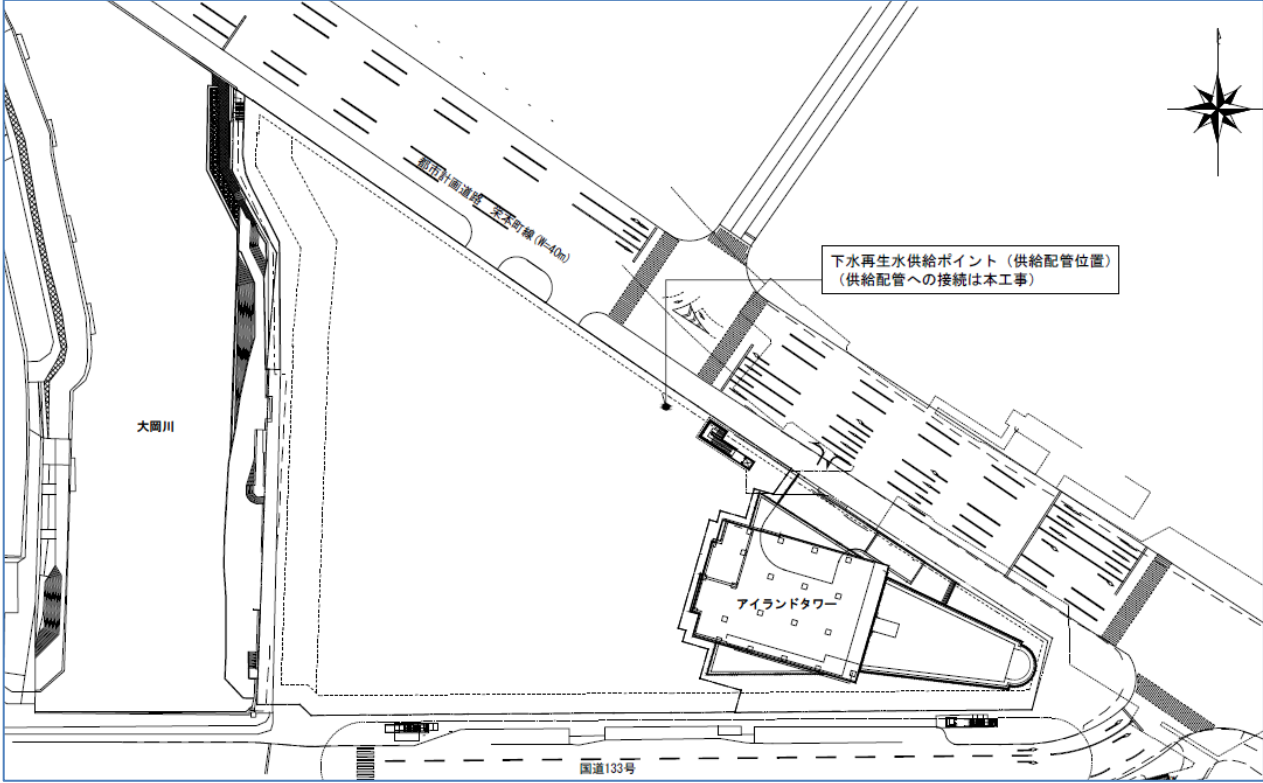 都市計画道路 栄本町線(W=40m)
下水再生水供給ポイント（供給配管位置）
（供給配管への接続は本工事）
大岡川
アイランドタワー
国道133号